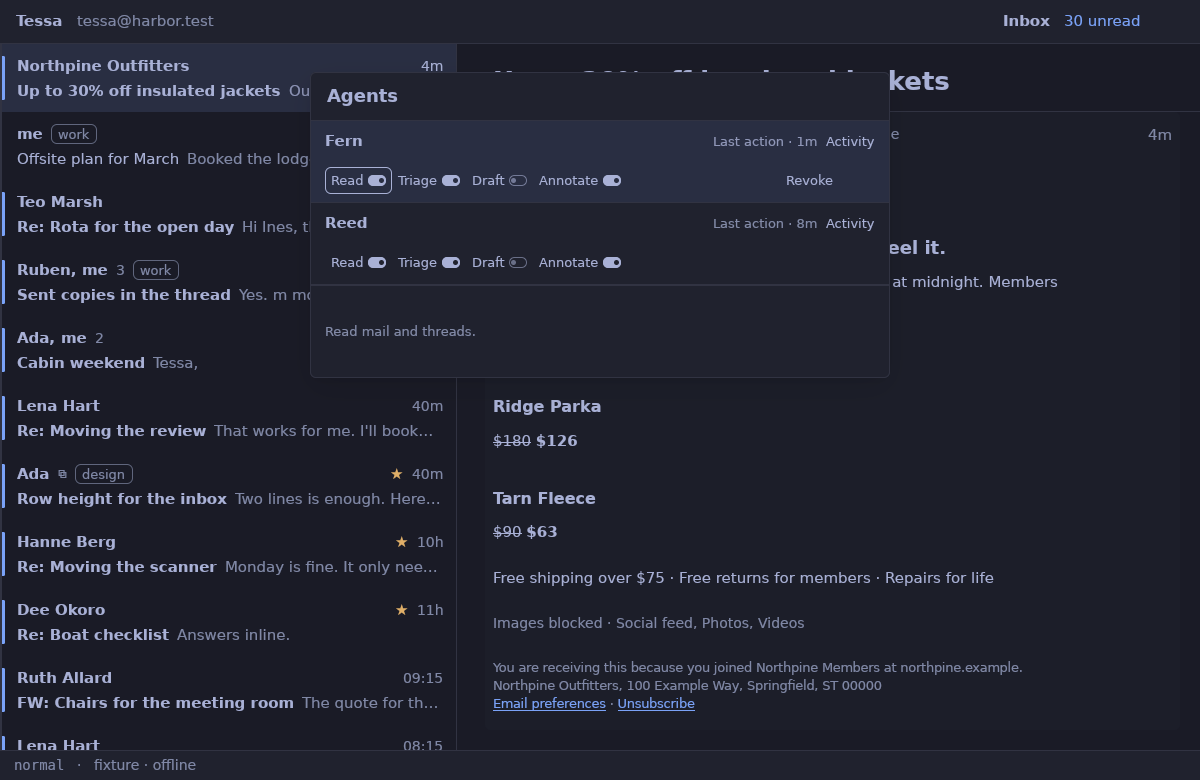 Tessa tessa@harbor.test Inbox 30 unread
Northpine Outfitters 4m
Up to 30% off insulated jackets Ou
me work
Offsite plan for March Booked the lodg
Teo Marsh
Re: Rota for the open day Hi Ines, t
Ruben, me 3 work
Sent copies in the thread Yes. m mo
Ada, me 2
Cabin weekend Tessa,
Lena Hart 40m
Re: Moving the review That works for me. I'll book…
Ada design ★ 40m
Row height for the inbox Two lines is enough. Here…
Hanne Berg ★ 10h
Re: Moving the scanner Monday is fine. It only nee…
Dee Okoro ★ 11h
Re: Boat checklist Answers inline.
Ruth Allard 09:15
FW: Chairs for the meeting room The quote for th…
Lena Hart 08:15
Agents
Fern Last action · 1m Activity
Read Triage Draft Annotate Revoke
Reed Last action · 8m Activity
Read Triage Draft Annotate
Read mail and threads.
kets
e 4m
eel it.
at midnight. Members
Ridge Parka
$180 $126
Tarn Fleece
$90 $63
Free shipping over $75 · Free returns for members · Repairs for life
Images blocked · Social feed, Photos, Videos
You are receiving this because you joined Northpine Members at northpine.example.
Northpine Outfitters, 100 Example Way, Springfield, ST 00000
Email preferences · Unsubscribe
normal · fixture · offline